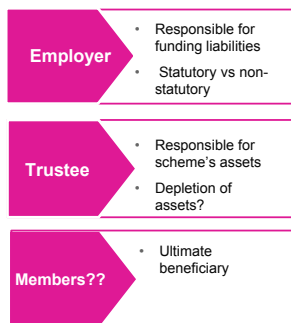 Employer
• Responsible for
funding liabilities
• Statutory vs non-
statutory
Trustee
• Responsible for
scheme's assets
• Depletion of
assets?
Members??
• Ultimate
beneficiary